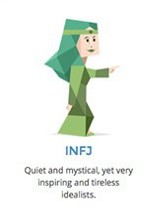 INFJ
Quiet and mystical, yet very
inspiring and tireless
idealists.